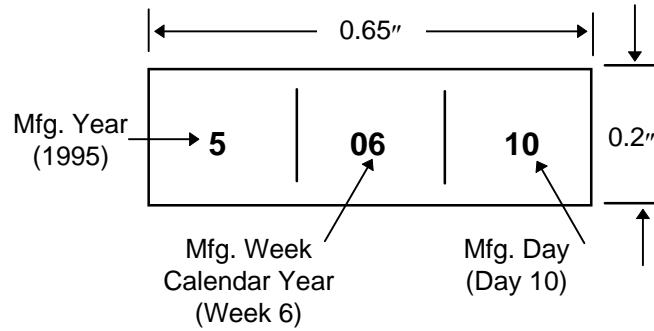 0.65″
Mfg. Year
(1995)
5
06
10
0.2″
Mfg. Week
Calendar Year
(Week 6)
Mfg. Day
(Day 10)